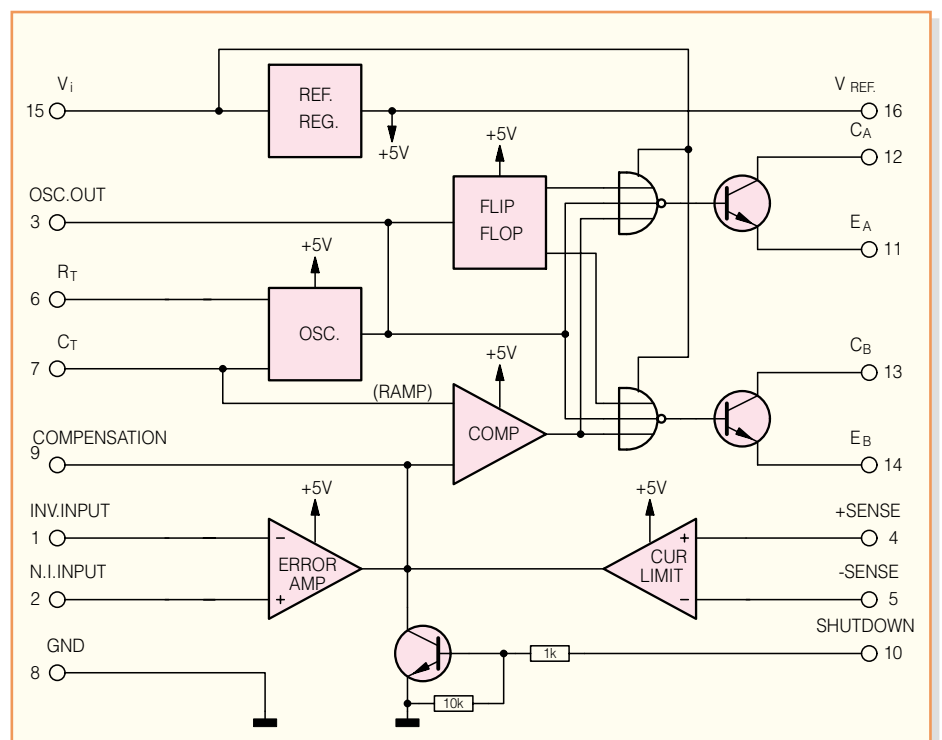 Vi
15
REF.
REG.
+5V
V REF.
16
CA
12
+5V
OSC.OUT
3
FLIP
FLOP
EA
11
+5V
RT
6
OSC.
CT
7
+5V
(RAMP)
CB
13
COMP
COMPENSATION
9
EB
14
+5V
+5V
INV.INPUT
1
−
ERROR
AMP
+
N.I.INPUT
2
+SENSE
4
+
CUR
LIMIT
−
-SENSE
5
SHUTDOWN
10
1k
10k
GND
8